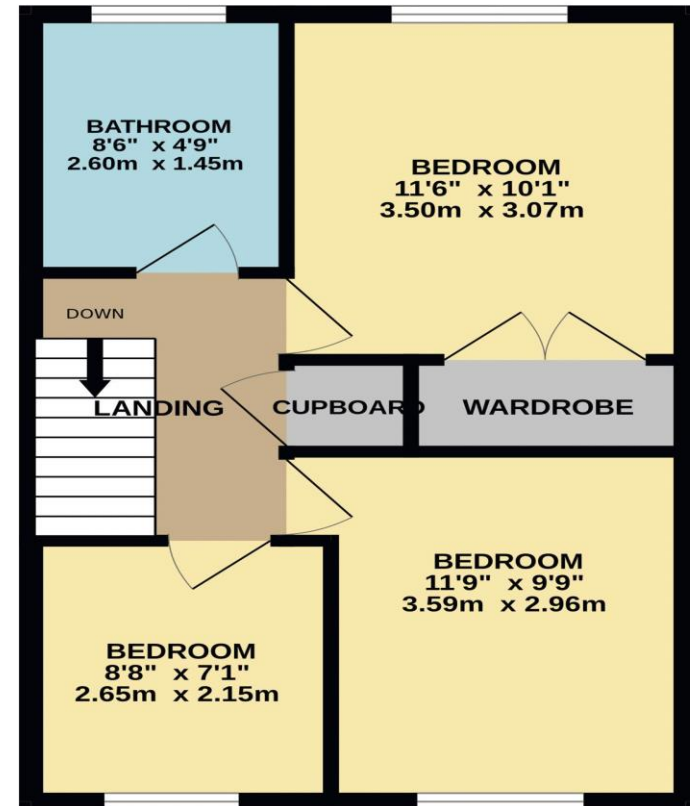 BATHROOM
8'6" x 4'9"
2.60m x 1.45m
BEDROOM
11'6" x 10'1"
3.50m x 3.07m
DOWN
LANDING
CUPBOARD
WARDROBE
BEDROOM
11'9" x 9'9"
3.59m x 2.96m
BEDROOM
8'8" x 7'1"
2.65m x 2.15m